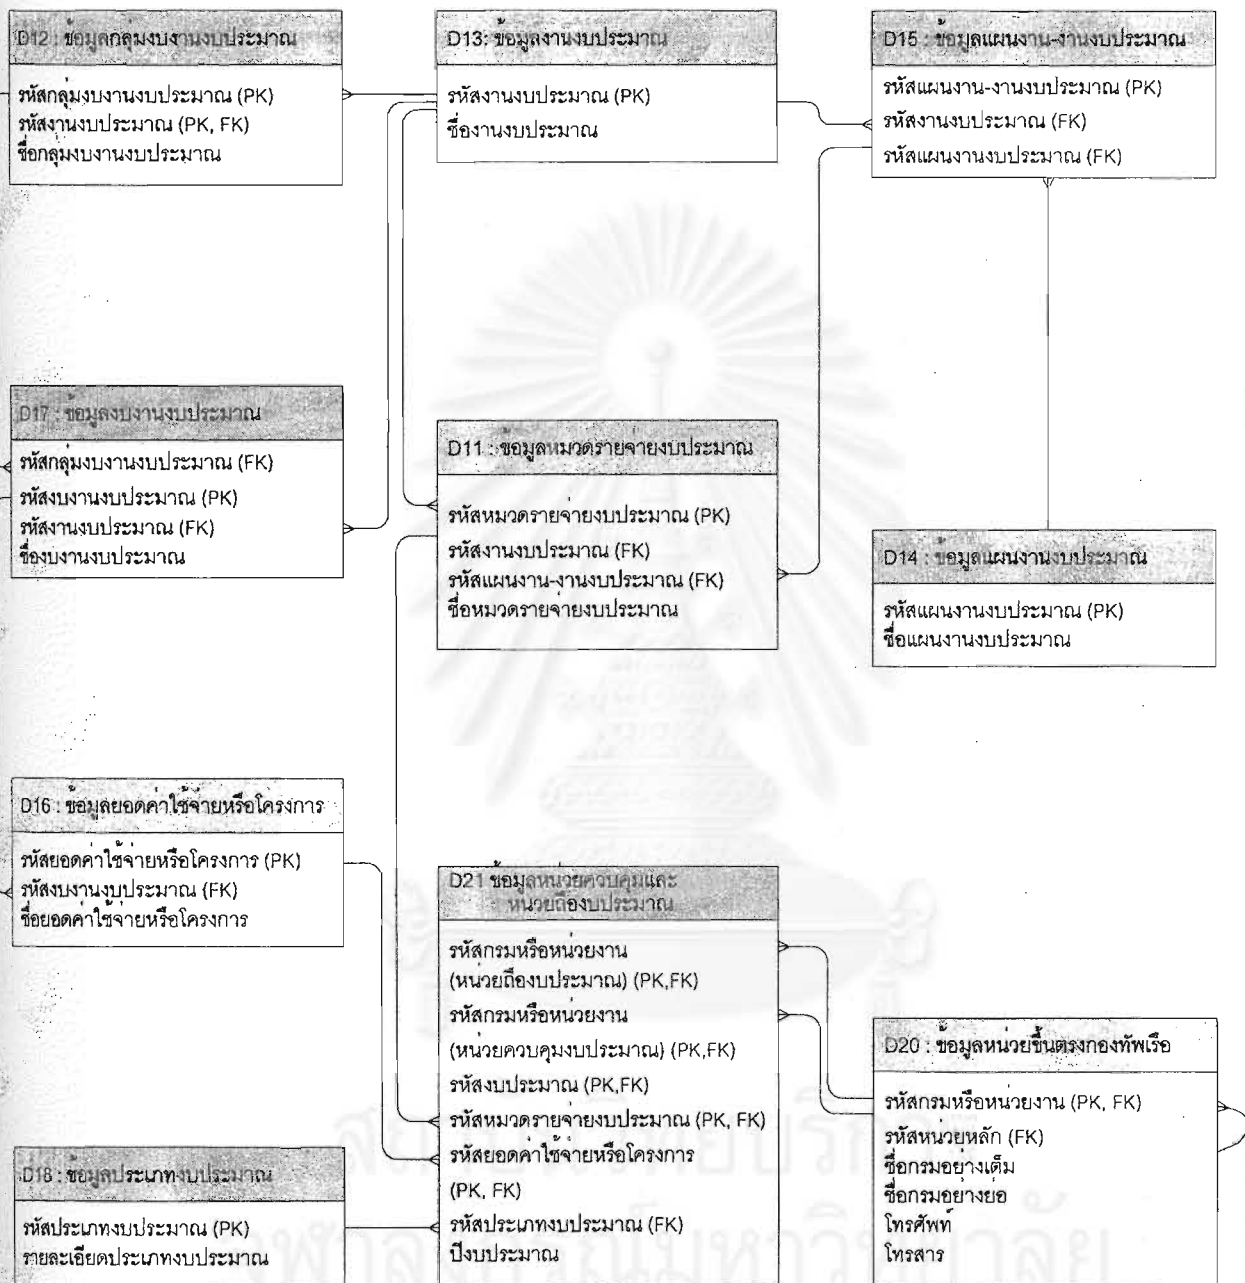 D12 : ข้อมูลกลุ่มงบงานงบประมาณ
รหัสกลุ่มงบงานงบประมาณ (PK)
รหัสงานงบประมาณ (PK, FK)
ชื่อกลุ่มงบงานงบประมาณ
D13: ข้อมูลงานงบประมาณ
รหัสงานงบประมาณ (PK)
ชื่องานงบประมาณ
D15 : ข้อมูลแผนงาน-งานงบประมาณ
รหัสแผนงาน-งานงบประมาณ (PK)
รหัสงานงบประมาณ (FK)
รหัสแผนงานงบประมาณ (FK)
D17 : ข้อมูลงบงานงบประมาณ
รหัสกลุ่มงบงานงบประมาณ (FK)
รหัสงบงานงบประมาณ (PK)
รหัสงานงบประมาณ (FK)
ชื่องบงานงบประมาณ
D11 : ข้อมูลหมวดรายจ่ายงบประมาณ
รหัสหมวดรายจ่ายงบประมาณ (PK)
รหัสงานงบประมาณ (FK)
รหัสแผนงาน-งานงบประมาณ (FK)
ชื่อหมวดรายจ่ายงบประมาณ
D14 : ข้อมูลแผนงานงบประมาณ
รหัสแผนงานงบประมาณ (PK)
ชื่อแผนงานงบประมาณ
D16 : ข้อมูลยอดค่าใช้จ่ายหรือโครงการ
รหัสยอดค่าใช้จ่ายหรือโครงการ (PK)
รหัสงบงานงบประมาณ (FK)
ชื่อยอดค่าใช้จ่ายหรือโครงการ
D21 ข้อมูลหน่วยควบคุมและ
หน่วยถืองบประมาณ
รหัสกรมหรือหน่วยงาน
(หน่วยถืองบประมาณ) (PK,FK)
รหัสกรมหรือหน่วยงาน
(หน่วยควบคุมงบประมาณ) (PK,FK)
รหัสงบประมาณ (PK,FK)
รหัสหมวดรายจ่ายงบประมาณ (PK, FK)
รหัสยอดค่าใช้จ่ายหรือโครงการ
(PK, FK)
รหัสประเภทงบประมาณ (FK)
ปีงบประมาณ
D20 : ข้อมูลหน่วยขึ้นตรงกองทัพเรือ
รหัสกรมหรือหน่วยงาน (PK, FK)
รหัสหน่วยหลัก (FK)
ชื่อกรมอย่างเต็ม
ชื่อกรมอย่างย่อ
โทรศัพท์
โทรสาร
D18 : ข้อมูลประเภทงบประมาณ
รหัสประเภทงบประมาณ (PK)
รายละเอียดประเภทงบประมาณ
สถาบันวิทยบริการ
จุฬาลงกรณ์มหาวิทยาลัย